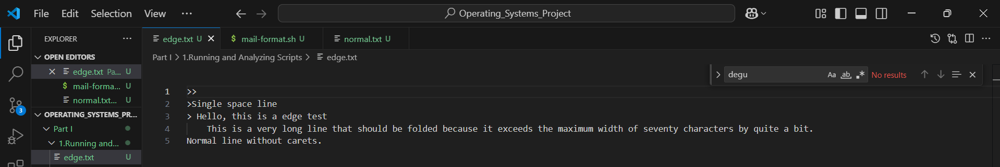 File Edit Selection View ··· Operating_Systems_Project
EXPLORER ···
OPEN EDITORS
edge.txt Pa... U
mail-forma... U
normal.txt... U
OPERATING_SYSTEMS_PR...
Part I
1.Running and...
edge.txt U
3
edge.txt U mail-format.sh U normal.txt U
Part I > 1.Running and Analyzing Scripts > edge.txt
degu Aa ab .* No results
1 >>
2 >Single space line
3 > Hello, this is a edge test
4 This is a very long line that should be folded because it exceeds the maximum width of seventy characters by quite a bit.
5 Normal line without carets.